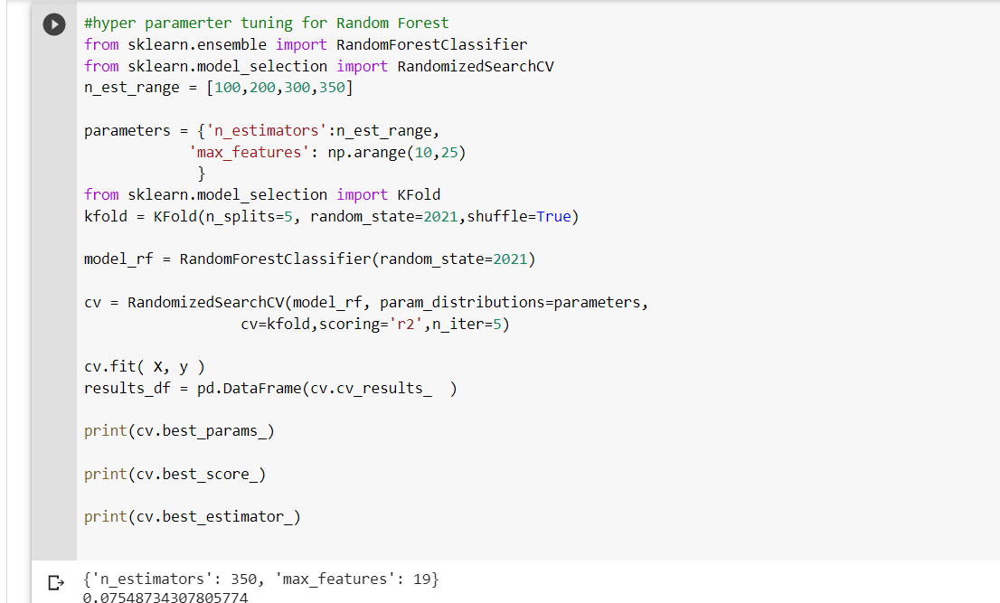 #hyper paramerter tuning for Random Forest
from sklearn.ensemble import RandomForestClassifier
from sklearn.model_selection import RandomizedSearchCV
n_est_range = [100,200,300,350]
parameters = {'n_estimators':n_est_range,
'max_features': np.arange(10,25)
}
from sklearn.model_selection import KFold
kfold = KFold(n_splits=5, random_state=2021,shuffle=True)
model_rf = RandomForestClassifier(random_state=2021)
cv = RandomizedSearchCV(model_rf, param_distributions=parameters,
cv=kfold,scoring='r2',n_iter=5)
cv.fit( X, y )
results_df = pd.DataFrame(cv.cv_results_  )
print(cv.best_params_)
print(cv.best_score_)
print(cv.best_estimator_)
{'n_estimators': 350, 'max_features': 19}
0.07548734307805774